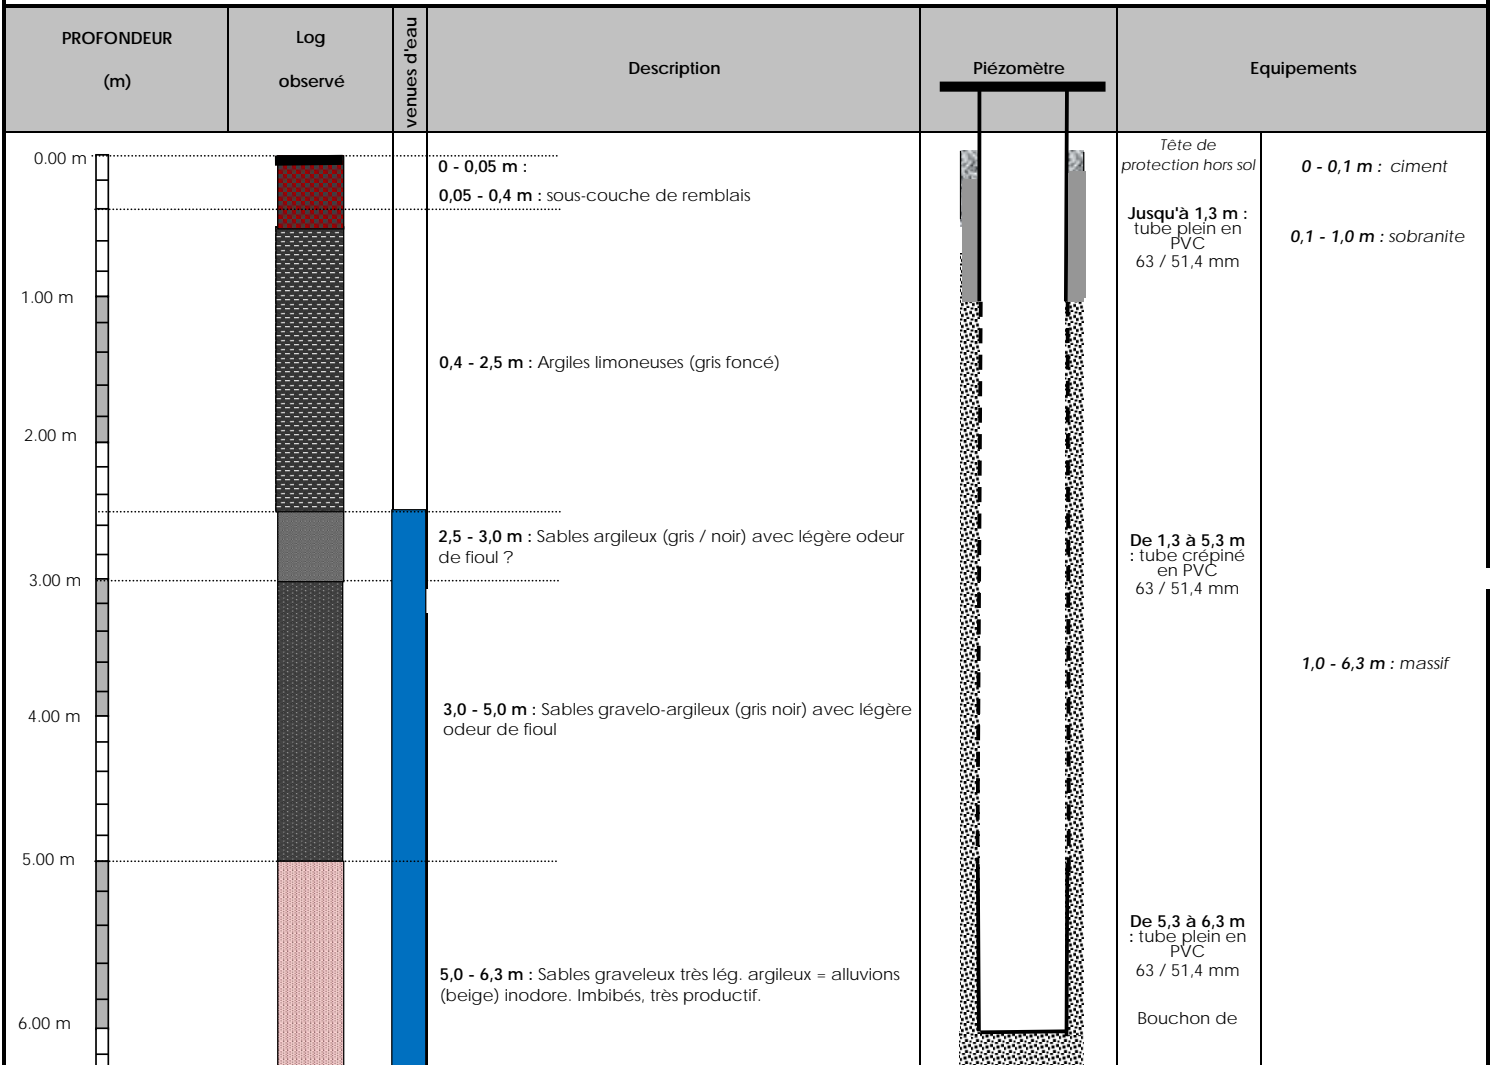 PROFONDEUR
(m)
Log
observé
venues d'eau
Description
Piézomètre
Equipements
0.00 m
1.00 m
2.00 m
3.00 m
4.00 m
5.00 m
6.00 m
0 - 0,05 m :
0,05 - 0,4 m : sous-couche de remblais
0,4 - 2,5 m : Argiles limoneuses (gris foncé)
2,5 - 3,0 m : Sables argileux (gris / noir) avec légère odeur
de fioul ?
3,0 - 5,0 m : Sables gravelo-argileux (gris noir) avec légère
odeur de fioul
5,0 - 6,3 m : Sables graveleux très lég. argileux = alluvions
(beige) inodore. Imbibés, très productif.
Tête de
protection hors sol
Jusqu'à 1,3 m :
tube plein en
PVC
63 / 51,4 mm
De 1,3 à 5,3 m
: tube crépiné
en PVC
63 / 51,4 mm
De 5,3 à 6,3 m
: tube plein en
PVC
63 / 51,4 mm
Bouchon de
0 - 0,1 m : ciment
0,1 - 1,0 m : sobranite
1,0 - 6,3 m : massif